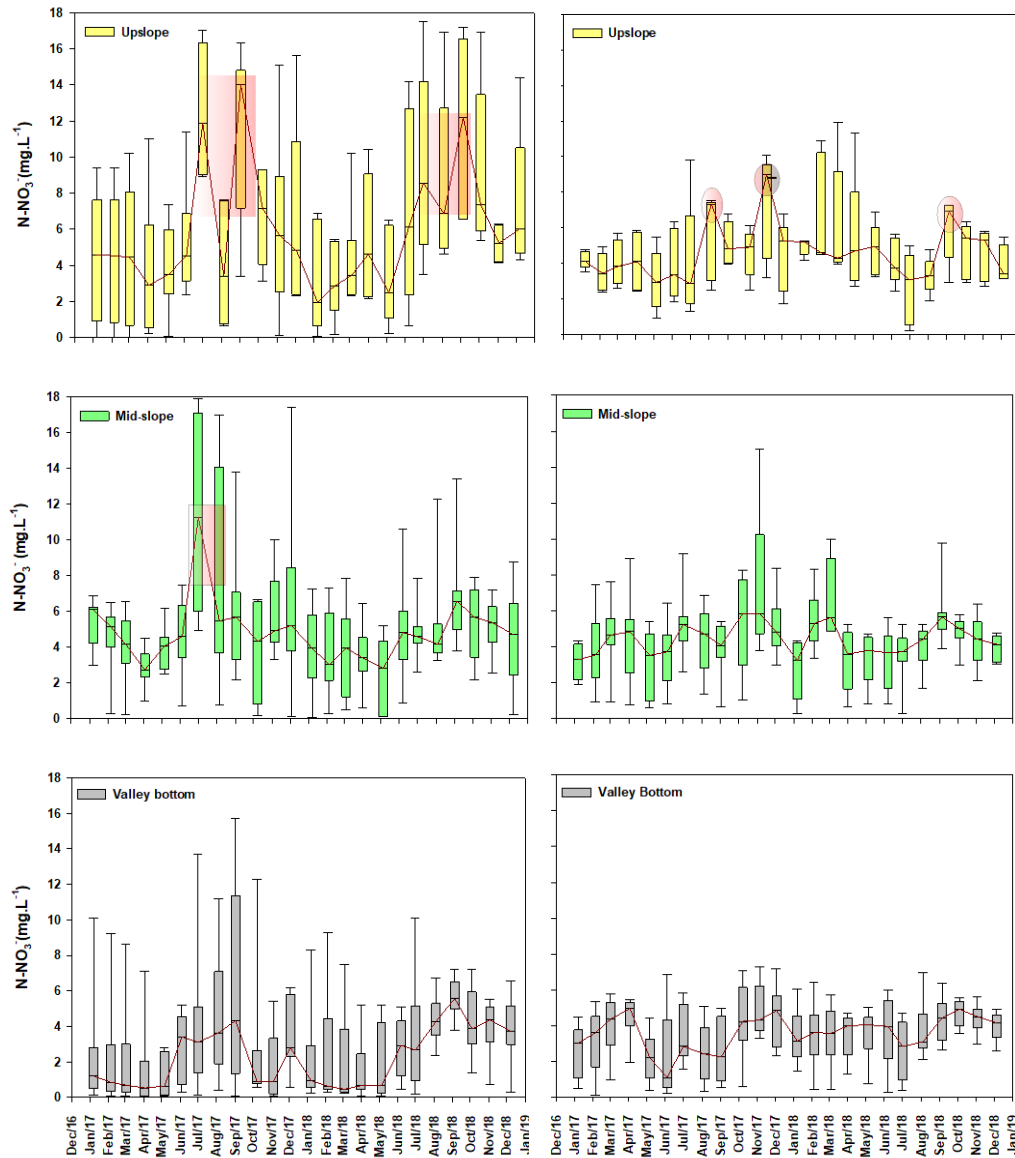 18
16
14
12
10
8
6
4
2
0
N-NO₃⁻ (mg.L⁻¹)
Upslope
Upslope
18
16
14
12
10
8
6
4
2
0
N-NO₃⁻ (mg.L⁻¹)
Mid-slope
Mid-slope
18
16
14
12
10
8
6
4
2
0
N-NO₃⁻ (mg.L⁻¹)
Valley bottom
Valley Bottom
Dec/16
Jan/17
Feb/17
Mar/17
Apr/17
May/17
Jun/17
Jul/17
Aug/17
Sep/17
Oct/17
Nov/17
Dec/17
Jan/18
Feb/18
Mar/18
Apr/18
May/18
Jun/18
Jul/18
Aug/18
Sep/18
Oct/18
Nov/18
Dec/18
Jan/19
Dec/16
Jan/17
Feb/17
Mar/17
Apr/17
May/17
Jun/17
Jul/17
Aug/17
Sep/17
Oct/17
Nov/17
Dec/17
Jan/18
Feb/18
Mar/18
Apr/18
May/18
Jun/18
Jul/18
Aug/18
Sep/18
Oct/18
Nov/18
Dec/18
Jan/19